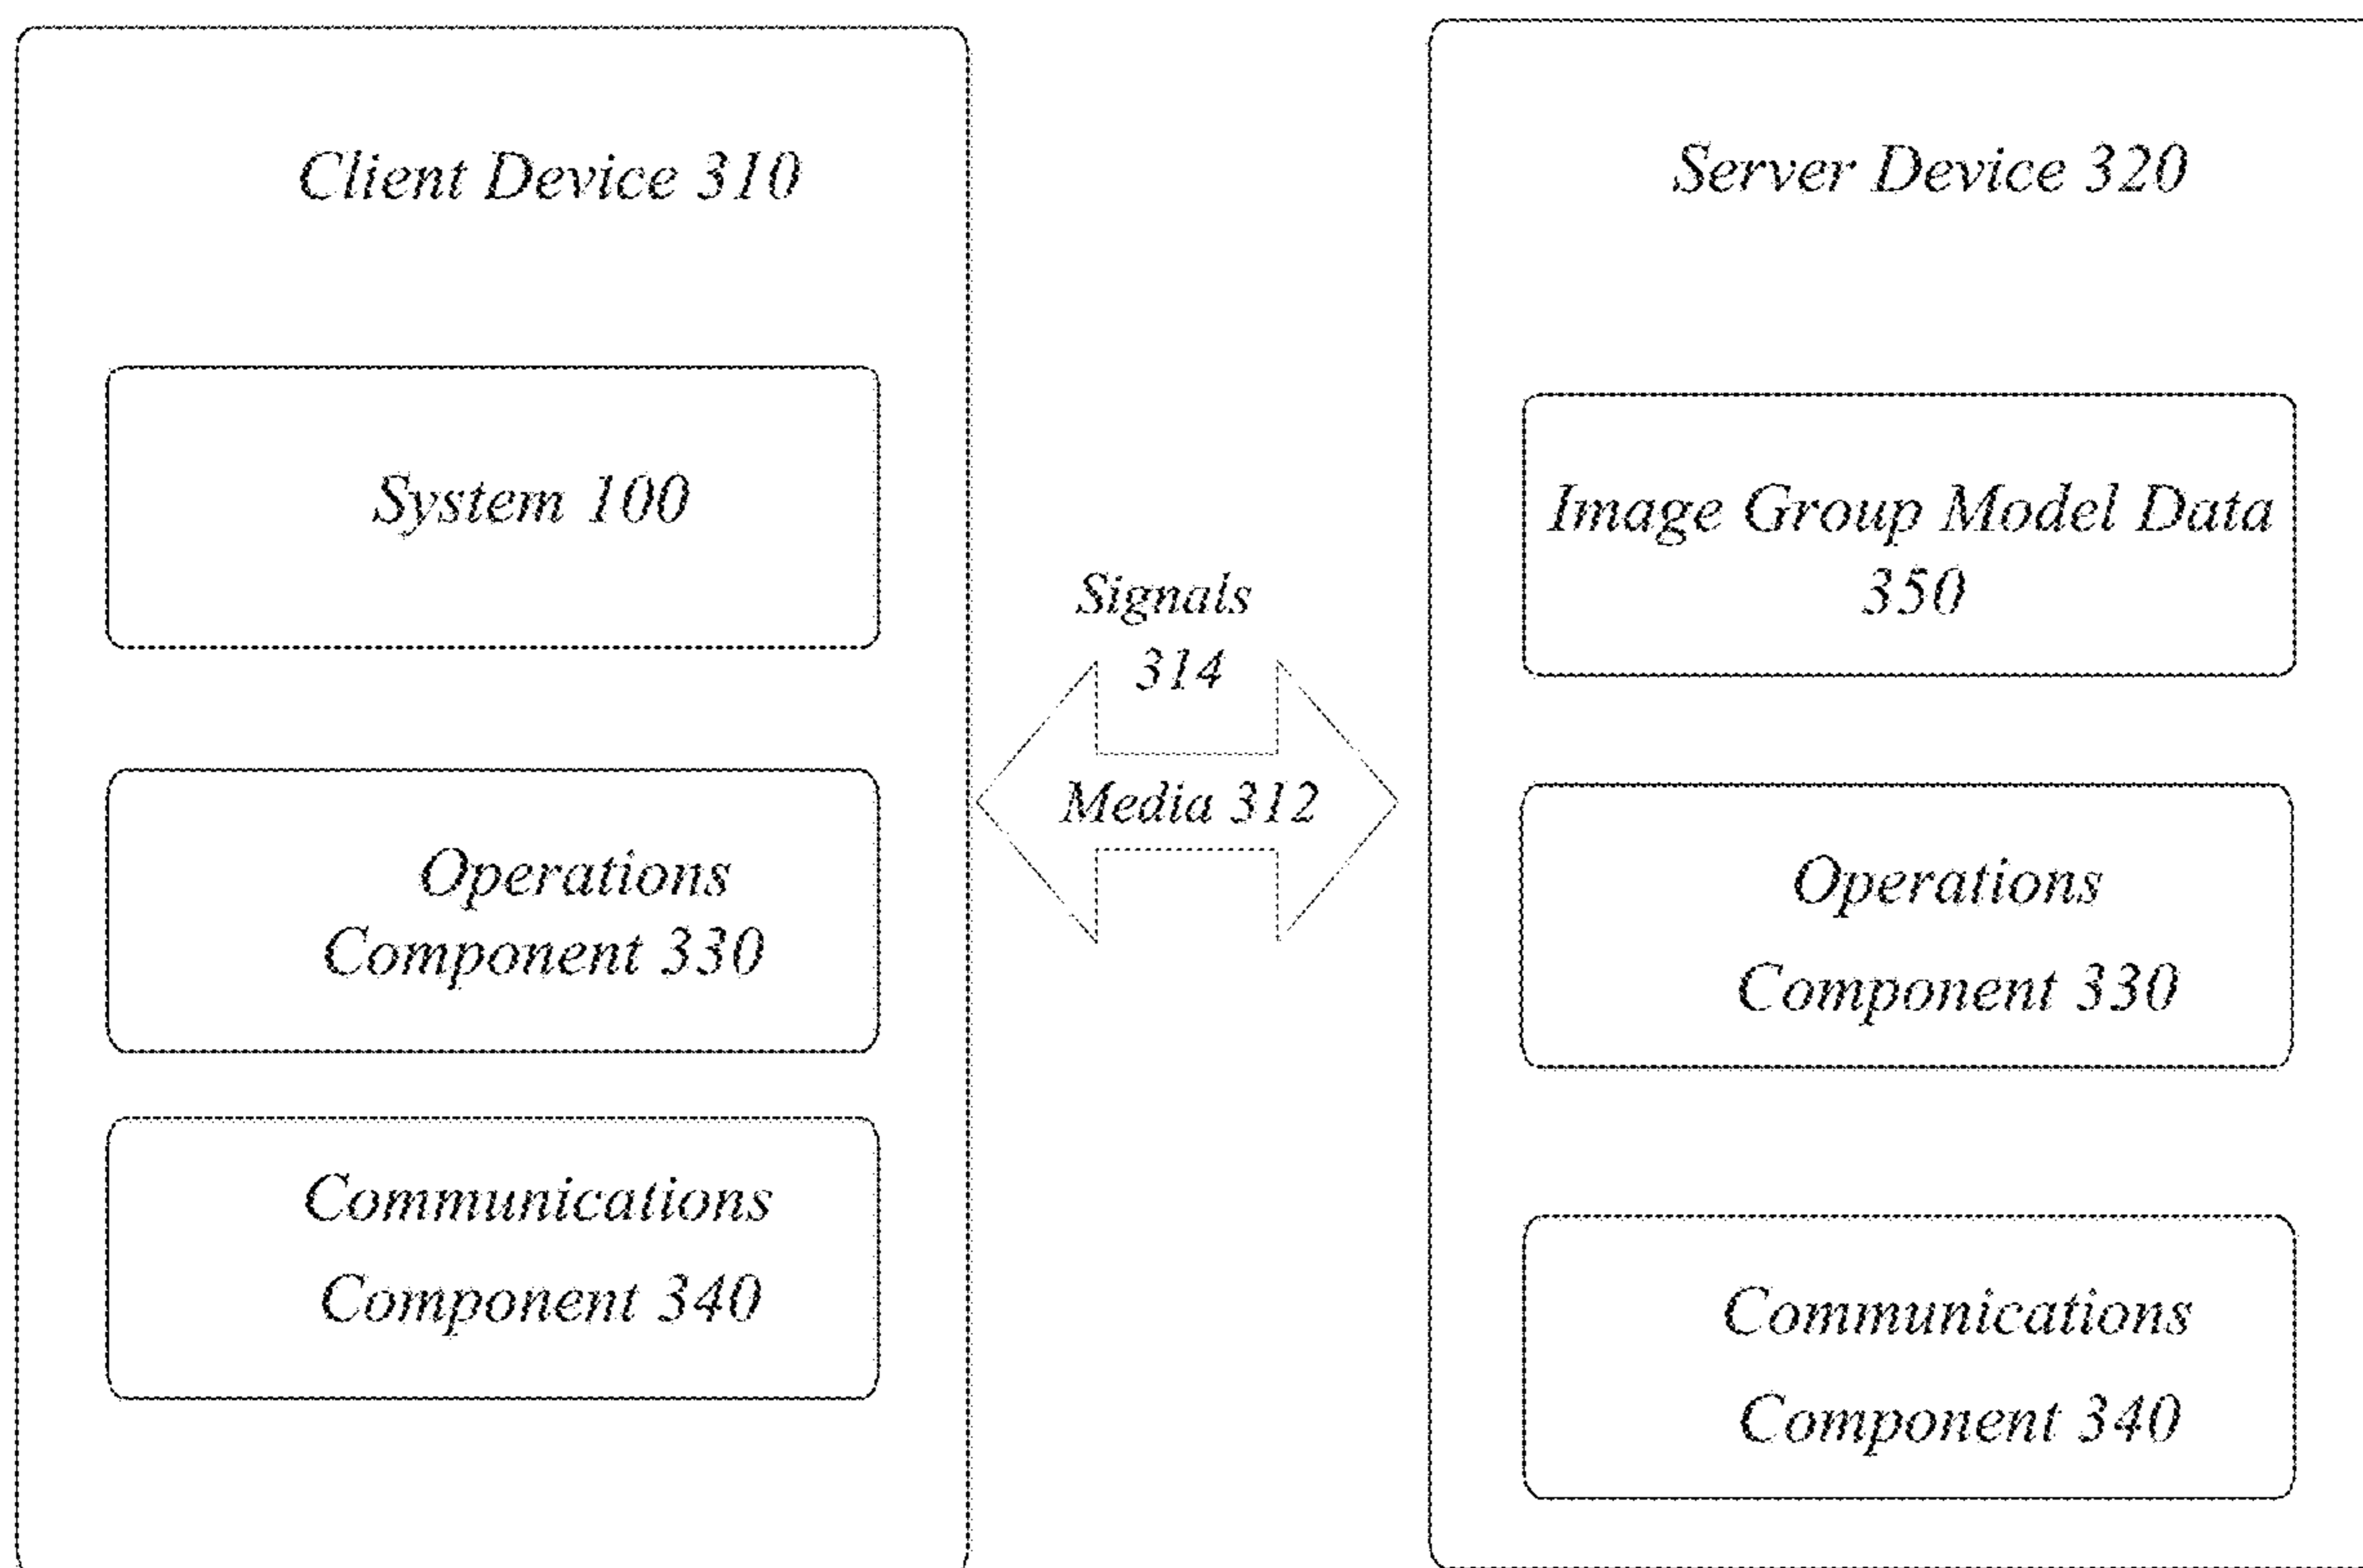 Client Device 310
System 100
Operations
Component 330
Communications
Component 340
Signals
314
Media 312
Server Device 320
Image Group Model Data
350
Operations
Component 330
Communications
Component 340